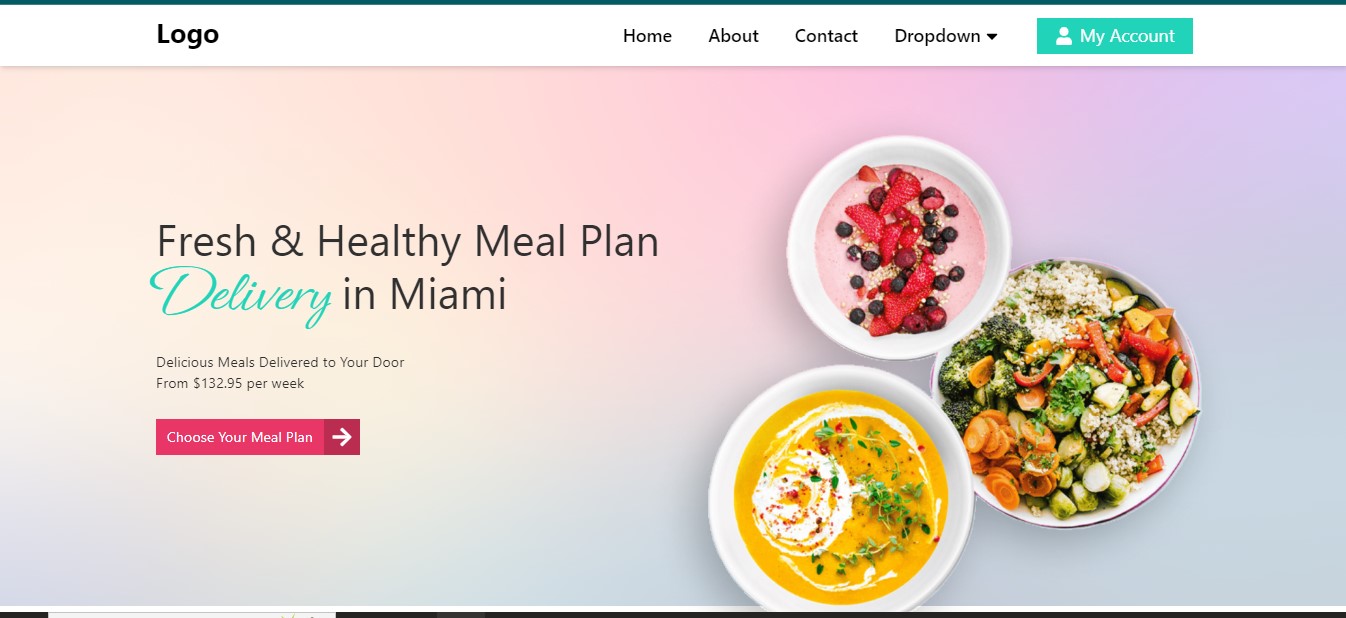 Logo
Home About Contact Dropdown My Account
Fresh & Healthy Meal Plan
Delivery in Miami
Delicious Meals Delivered to Your Door
From $132.95 per week
Choose Your Meal Plan